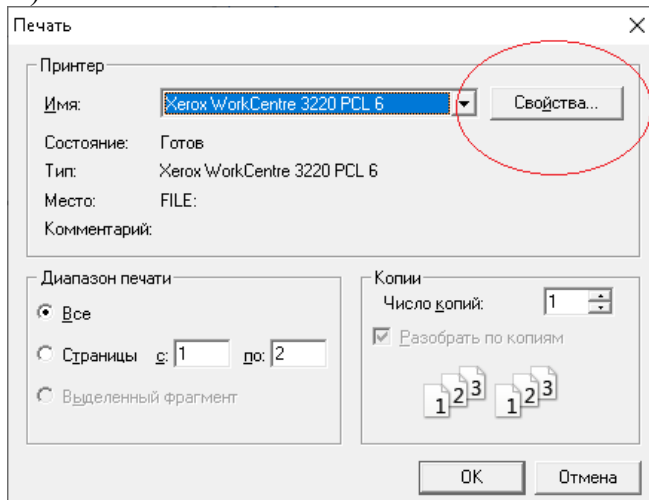 )
Печать
Принтер
Имя: Xerox WorkCentre 3220 PCL 6 Свойства...
Состояние: Готов
Тип: Xerox WorkCentre 3220 PCL 6
Место: FILE:
Комментарий:
Диапазон печати
Все
Страницы с: 1 по: 2
Выделенный фрагмент
Копии
Число копий: 1
Разобрать по копиям
1 2 3 1 2 3
OK Отмена